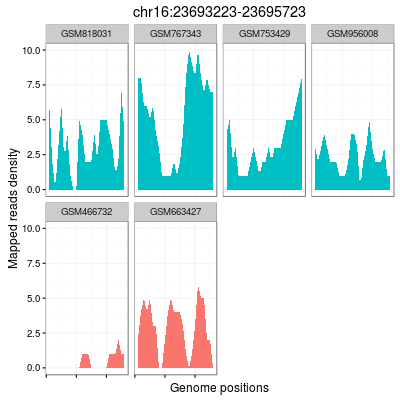 chr16:23693223-23695723
GSM818031 GSM767343 GSM753429 GSM956008
10.0
7.5
5.0
2.5
0.0
Mapped reads density
GSM466732 GSM663427
10.0
7.5
5.0
2.5
0.0
Genome positions